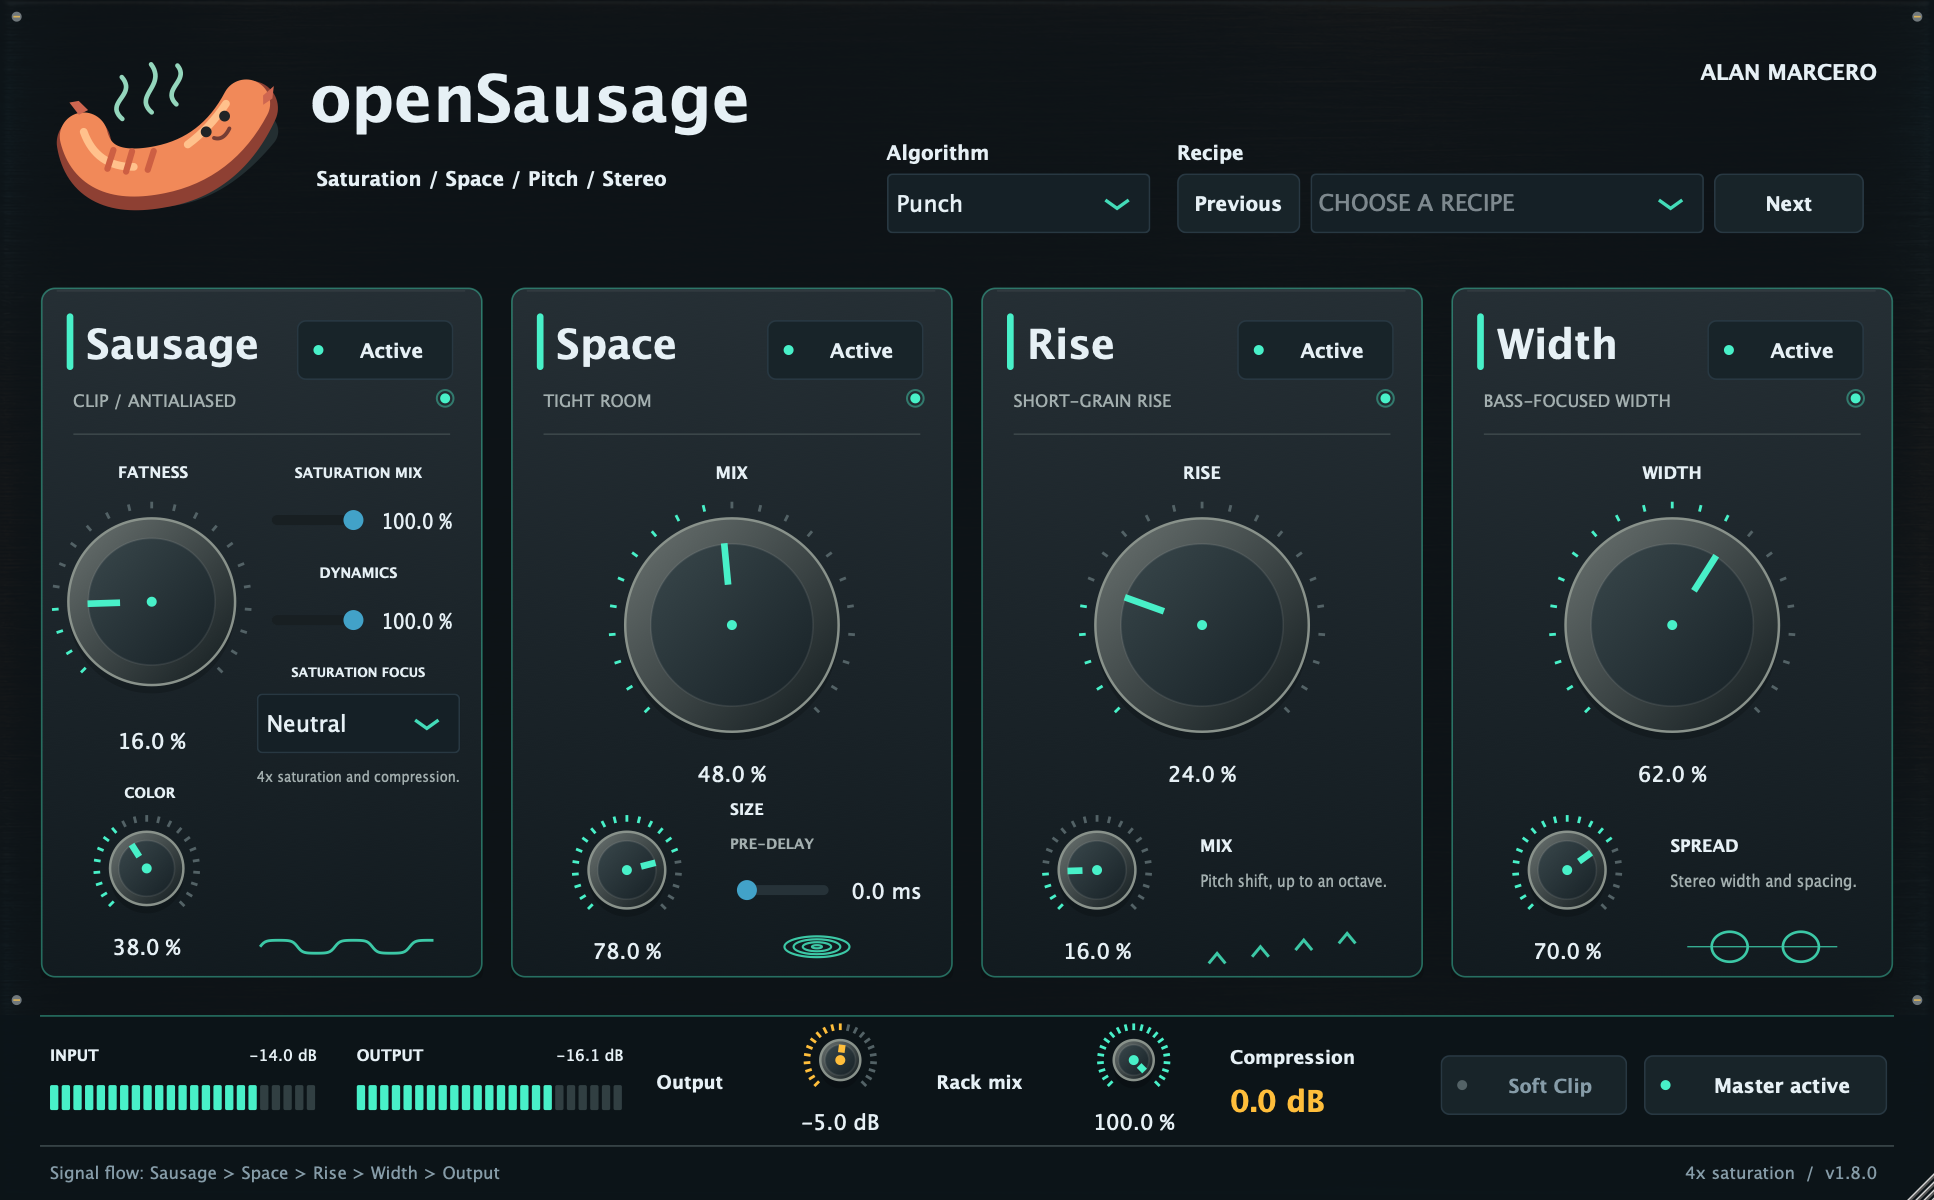 ALAN MARCERO
openSausage
Saturation / Space / Pitch / Stereo
Algorithm
Recipe
Punch
Previous
CHOOSE A RECIPE
Next
Sausage
Active
CLIP / ANTIALIASED
FATNESS
SATURATION MIX
100.0 %
DYNAMICS
100.0 %
SATURATION FOCUS
Neutral
16.0 %
4x saturation and compression.
COLOR
38.0 %
Space
Active
TIGHT ROOM
MIX
48.0 %
SIZE
PRE-DELAY
0.0 ms
78.0 %
Rise
Active
SHORT-GRAIN RISE
RISE
24.0 %
MIX
Pitch shift, up to an octave.
16.0 %
Width
Active
BASS-FOCUSED WIDTH
WIDTH
62.0 %
SPREAD
Stereo width and spacing.
70.0 %
INPUT
-14.0 dB
OUTPUT
-16.1 dB
Output
-5.0 dB
Rack mix
100.0 %
Compression
0.0 dB
Soft Clip
Master active
Signal flow: Sausage > Space > Rise > Width > Output
4x saturation / v1.8.0